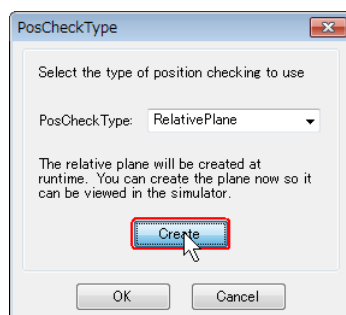 PosCheckType
Select the type of position checking to use
PosCheckType: RelativePlane
The relative plane will be created at
runtime. You can create the plane now so it
can be viewed in the simulator.
Create
OK Cancel